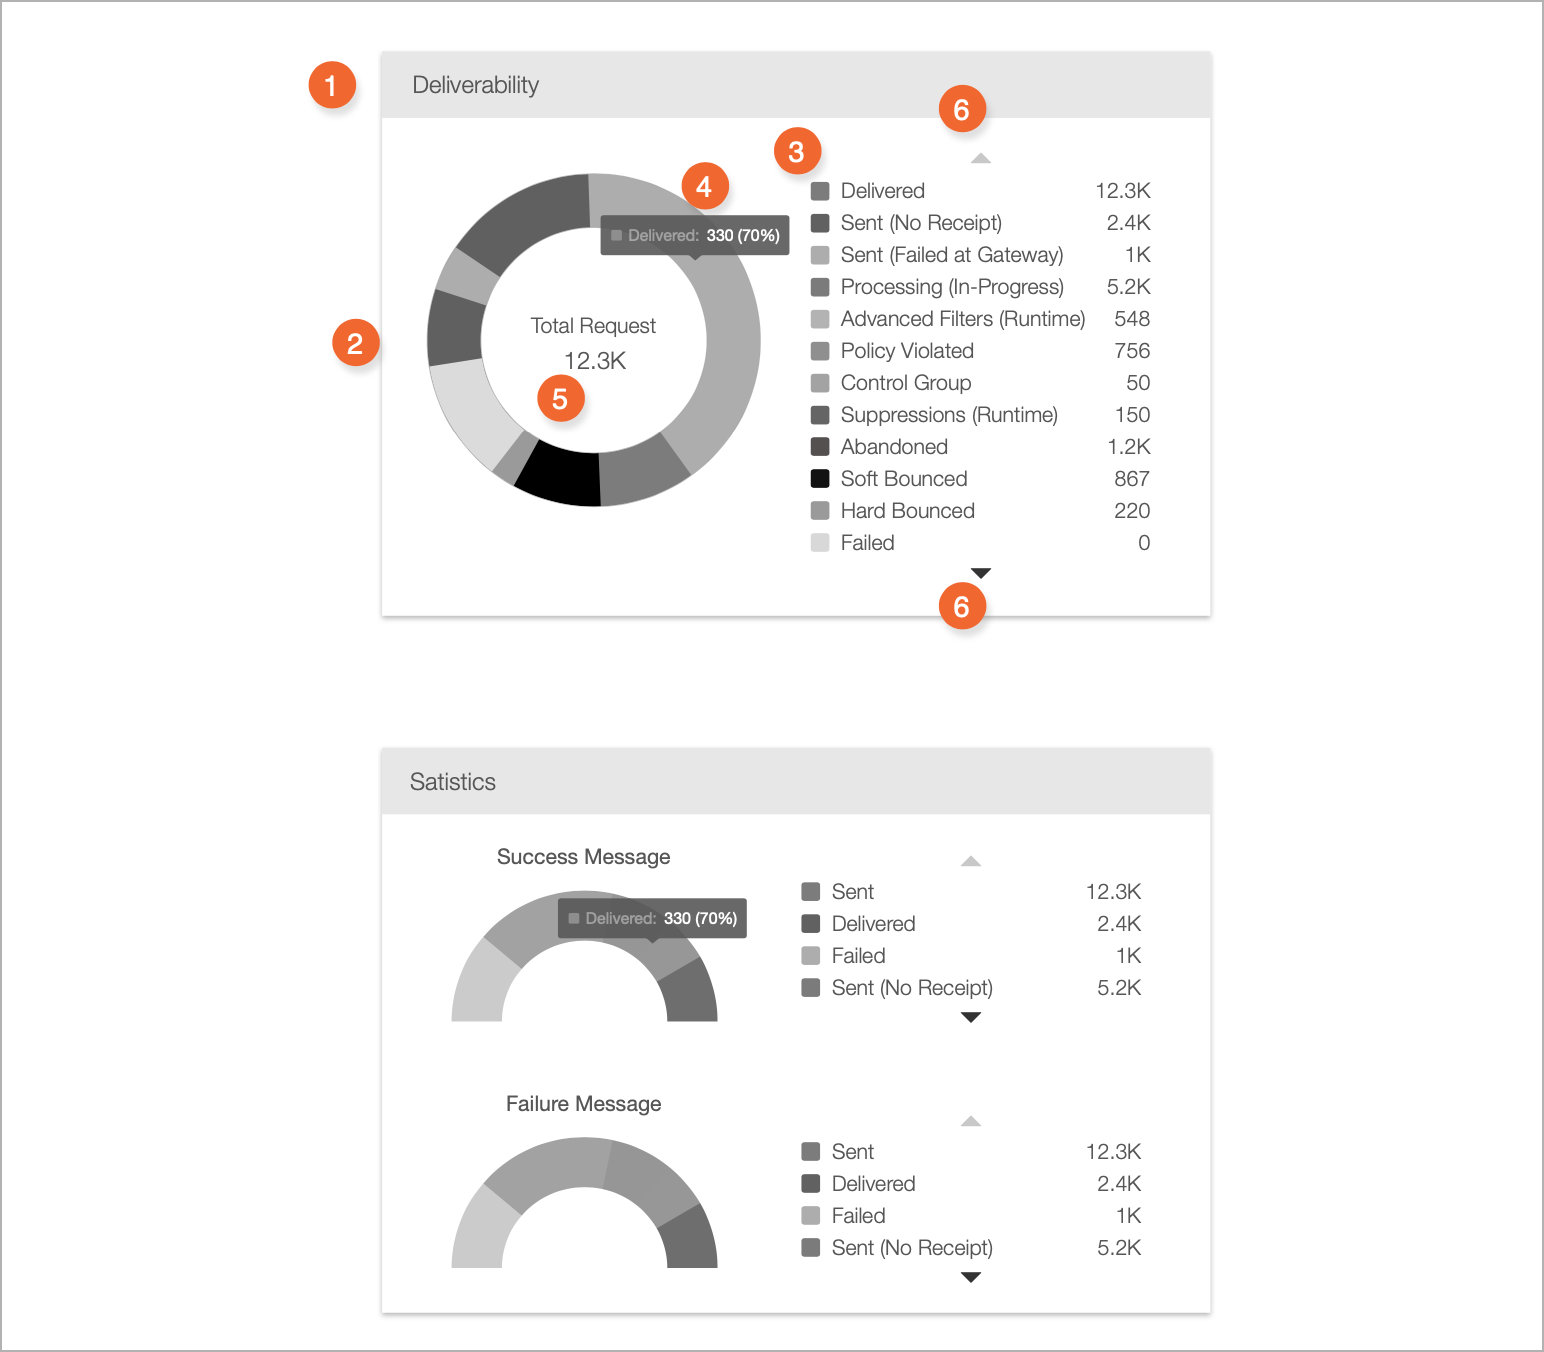 1
Deliverability
6
3
4
Delivered 12.3K
Sent (No Receipt) 2.4K
Delivered: 330 (70%)
Sent (Failed at Gateway) 1K
Processing (In-Progress) 5.2K
Advanced Filters (Runtime) 548
Total Request
2
Policy Violated 756
12.3K
Control Group 50
5
Suppressions (Runtime) 150
Abandoned 1.2K
Soft Bounced 867
Hard Bounced 220
Failed 0
6
Satistics
Success Message
Sent 12.3K
Delivered: 330 (70%)
Delivered 2.4K
Failed 1K
Sent (No Receipt) 5.2K
Failure Message
Sent 12.3K
Delivered 2.4K
Failed 1K
Sent (No Receipt) 5.2K